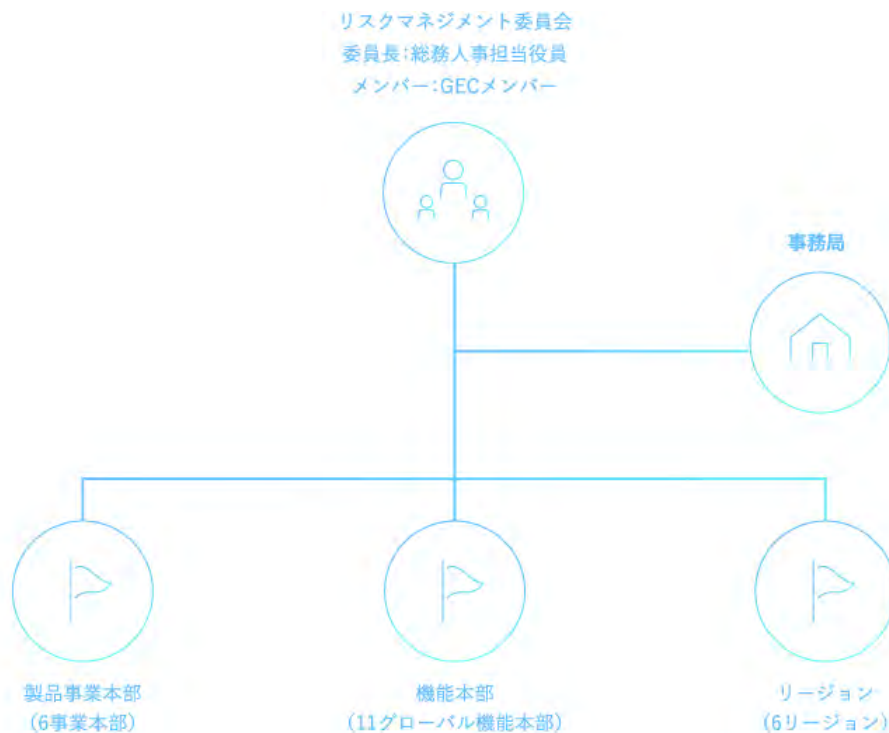 リスクマネジメント委員会
委員長:総務人事担当役員
メンバー:GECメンバー
事務局
製品事業本部
(6事業本部)
機能本部
(11グローバル機能本部)
リージョン
(6リージョン)